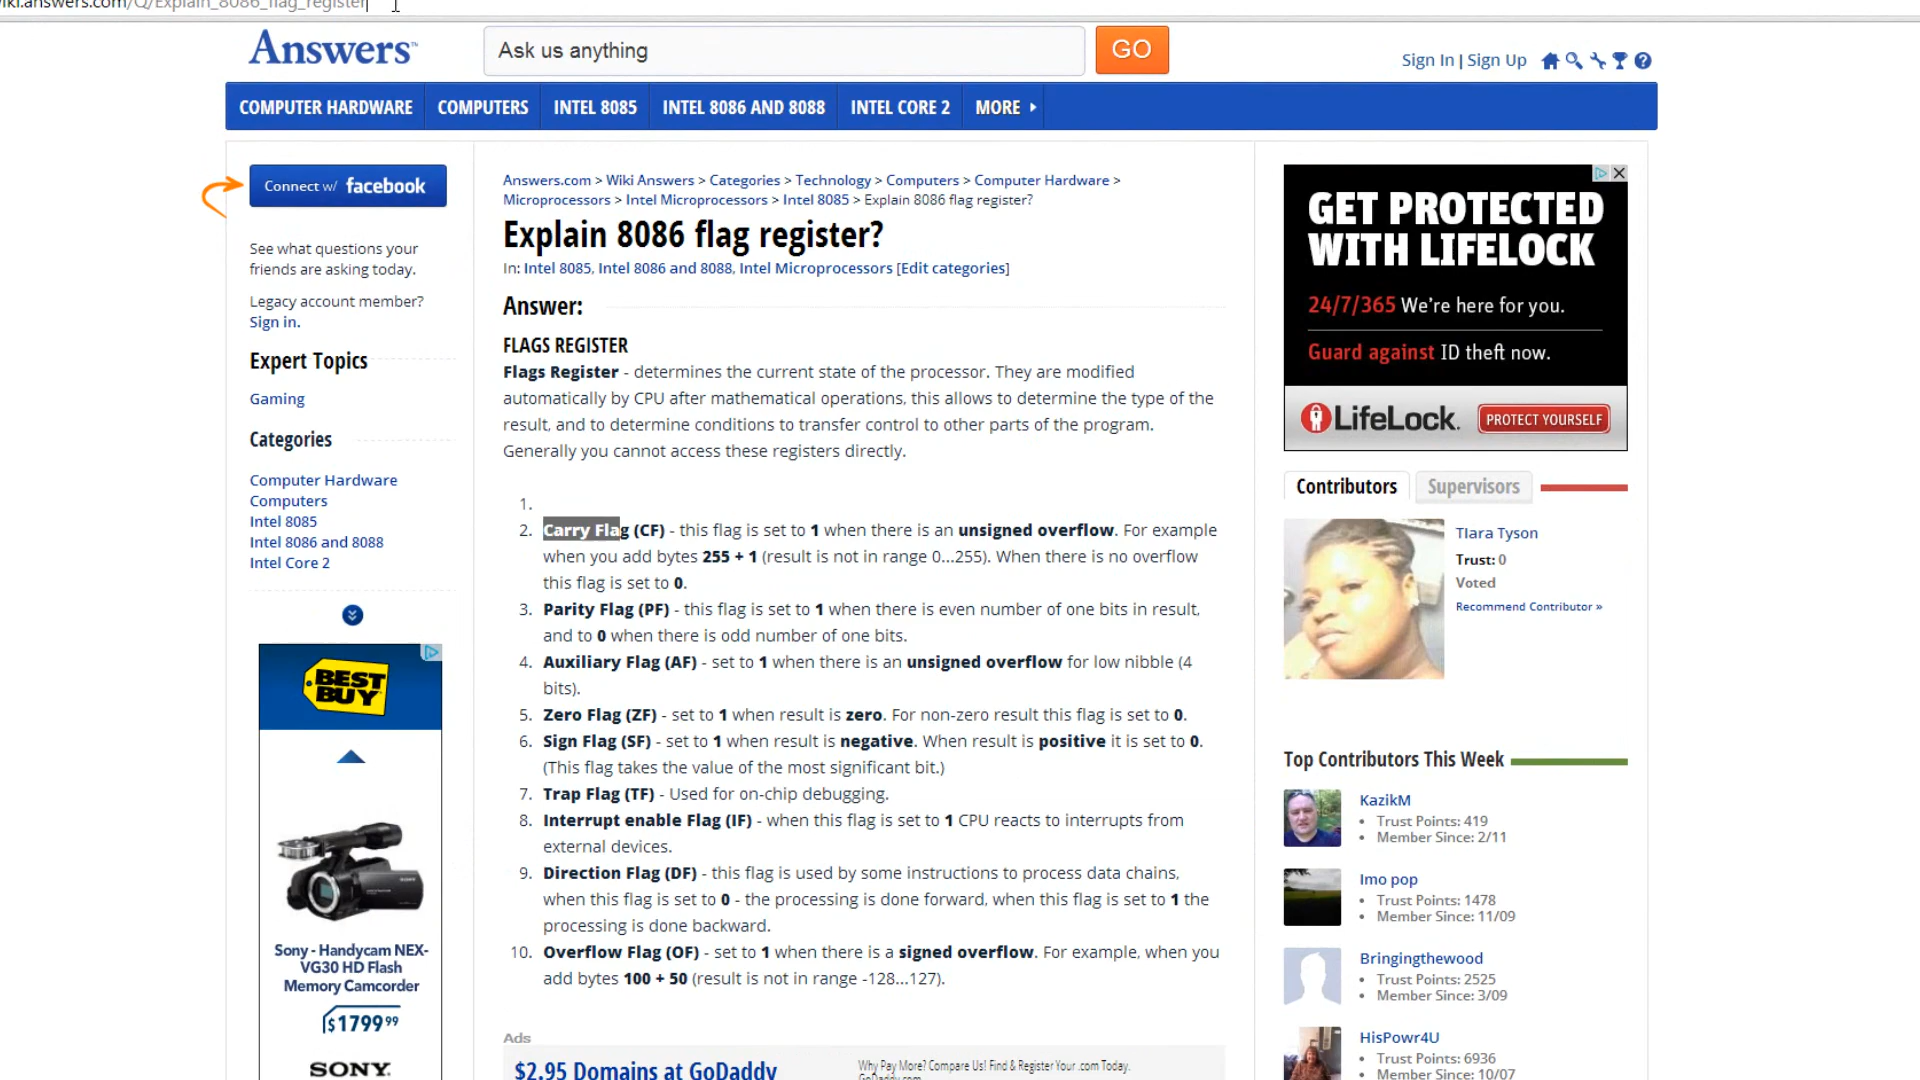 wiki.answers.com/Q/Explain_8086_flag_register
Answers™
Ask us anything
GO
Sign In | Sign Up
COMPUTER HARDWARE
COMPUTERS
INTEL 8085
INTEL 8086 AND 8088
INTEL CORE 2
MORE
Connect w/ facebook
See what questions your
friends are asking today.
Legacy account member?
Sign in.
Expert Topics
Gaming
Categories
Computer Hardware
Computers
Intel 8085
Intel 8086 and 8088
Intel Core 2
BEST
BUY
Sony - Handycam NEX-
VG30 HD Flash
Memory Camcorder
$1799 99
SONY
Answers.com > Wiki Answers > Categories > Technology > Computers > Computer Hardware >
Microprocessors > Intel Microprocessors > Intel 8085 > Explain 8086 flag register?
Explain 8086 flag register?
In: Intel 8085, Intel 8086 and 8088, Intel Microprocessors [Edit categories]
Answer:
FLAGS REGISTER
Flags Register - determines the current state of the processor. They are modified
automatically by CPU after mathematical operations, this allows to determine the type of the
result, and to determine conditions to transfer control to other parts of the program.
Generally you cannot access these registers directly.
1.
2. Carry Flag (CF) - this flag is set to 1 when there is an unsigned overflow. For example
when you add bytes 255 + 1 (result is not in range 0...255). When there is no overflow
this flag is set to 0.
3. Parity Flag (PF) - this flag is set to 1 when there is even number of one bits in result,
and to 0 when there is odd number of one bits.
4. Auxiliary Flag (AF) - set to 1 when there is an unsigned overflow for low nibble (4
bits).
5. Zero Flag (ZF) - set to 1 when result is zero. For non-zero result this flag is set to 0.
6. Sign Flag (SF) - set to 1 when result is negative. When result is positive it is set to 0.
(This flag takes the value of the most significant bit.)
7. Trap Flag (TF) - Used for on-chip debugging.
8. Interrupt enable Flag (IF) - when this flag is set to 1 CPU reacts to interrupts from
external devices.
9. Direction Flag (DF) - this flag is used by some instructions to process data chains,
when this flag is set to 0 - the processing is done forward, when this flag is set to 1 the
processing is done backward.
10. Overflow Flag (OF) - set to 1 when there is a signed overflow. For example, when you
add bytes 100 + 50 (result is not in range -128...127).
Ads
$2.95 Domains at GoDaddy
Why Pay More? Compare Us! Find & Register Your .com Today.
GoDaddy.com
GET PROTECTED
WITH LIFELOCK
24/7/365 We're here for you.
Guard against ID theft now.
LifeLock.
PROTECT YOURSELF
Contributors
Supervisors
TIara Tyson
Trust: 0
Voted
Recommend Contributor »
Top Contributors This Week
KazikM
• Trust Points: 419
• Member Since: 2/11
Imo pop
• Trust Points: 1478
• Member Since: 11/09
Bringingthewood
• Trust Points: 2525
• Member Since: 3/09
HisPowr4U
• Trust Points: 6936
• Member Since: 10/07